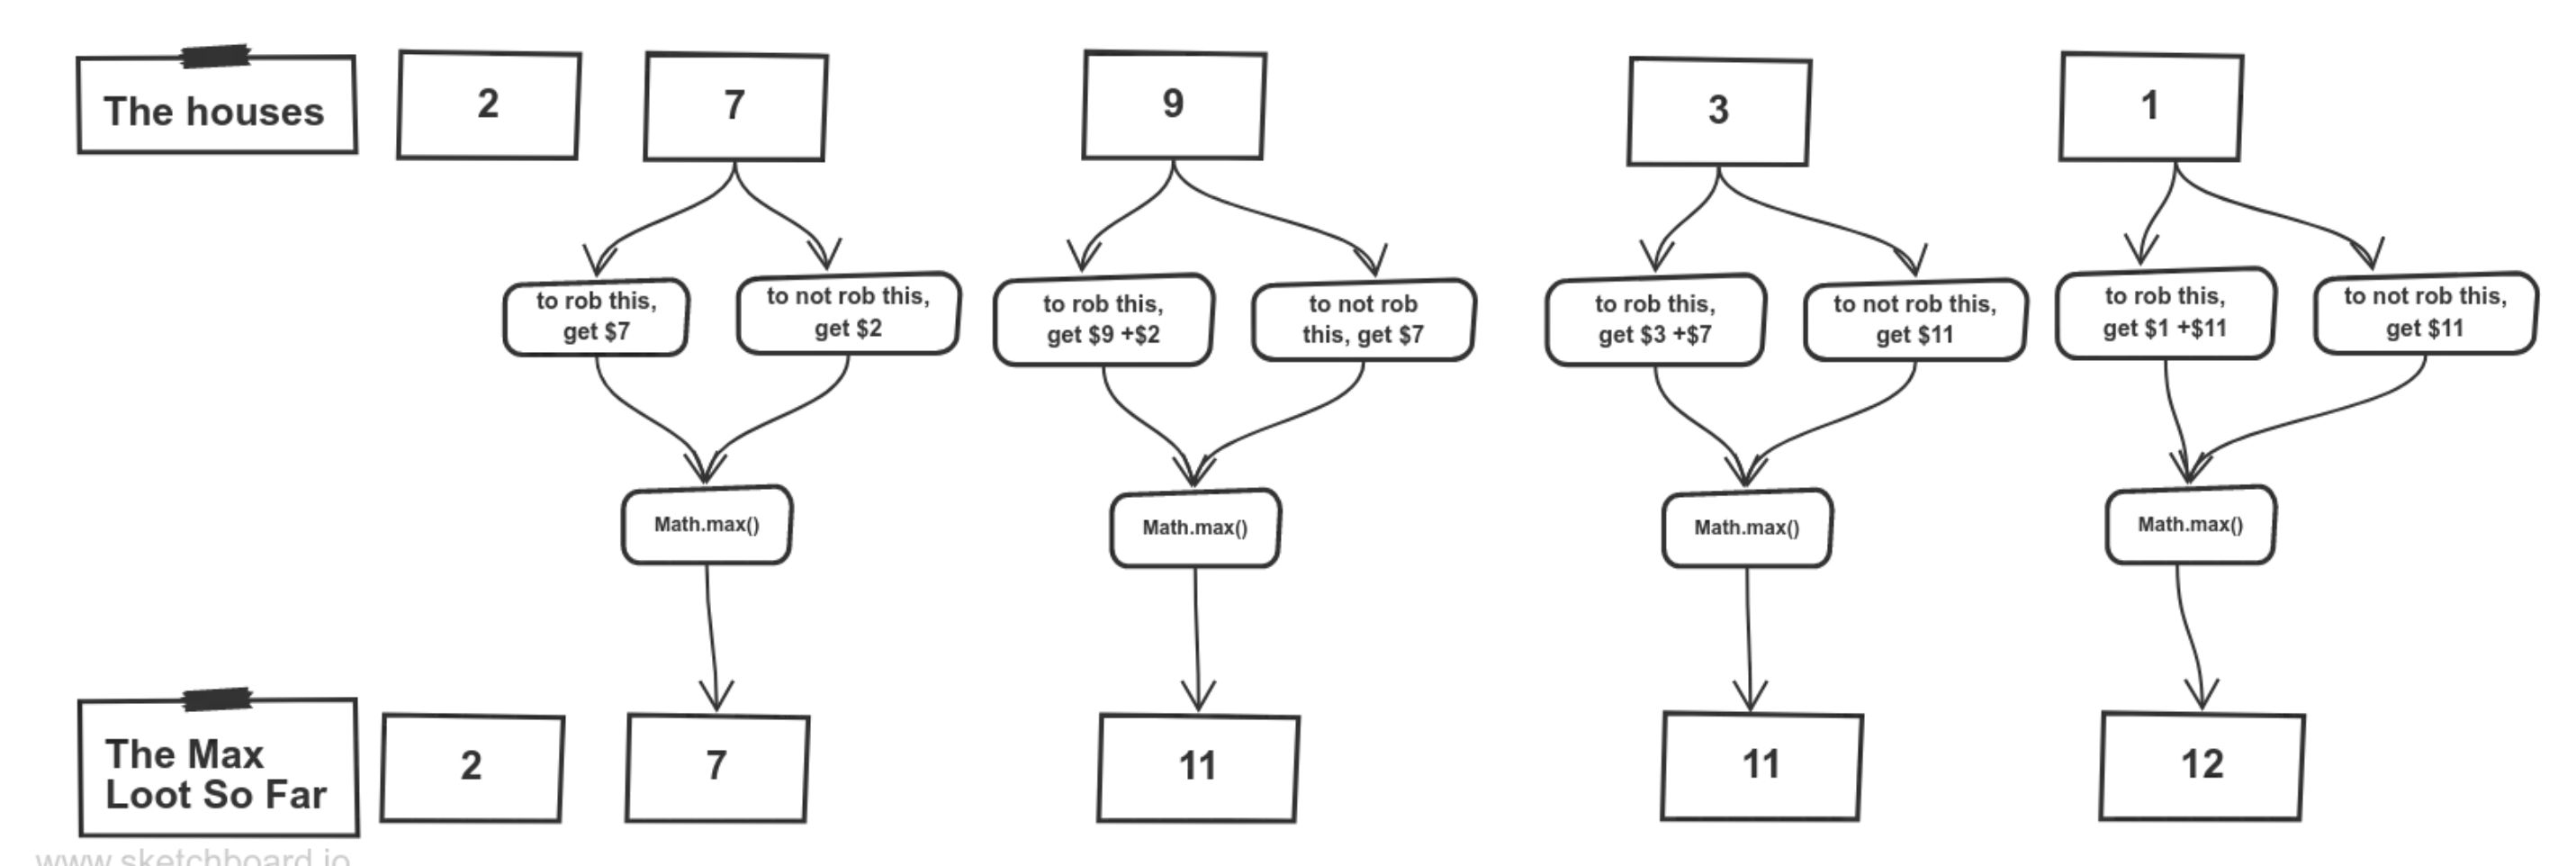 The houses
2
7
9
3
1
to rob this,
get $7
to not rob this,
get $2
to rob this,
get $9 +$2
to not rob
this, get $7
to rob this,
get $3 +$7
to not rob this,
get $11
to rob this,
get $1 +$11
to not rob this,
get $11
Math.max()
Math.max()
Math.max()
Math.max()
The Max
Loot So Far
2
7
11
11
12
www.sketchboard.io